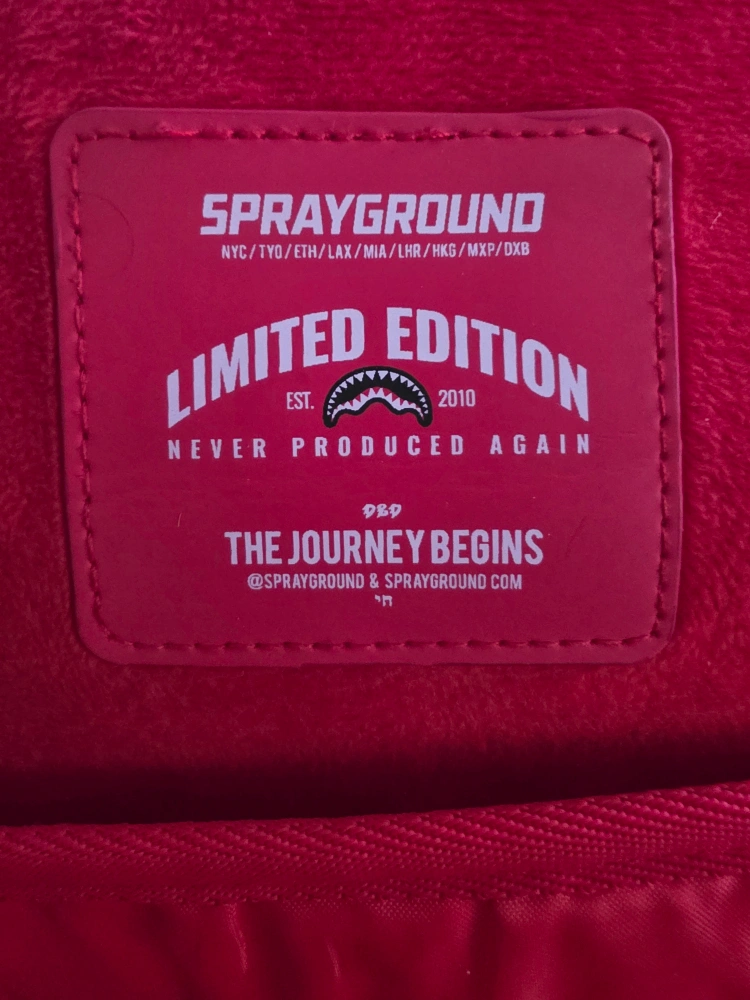 SPRAYGROUND
NYC/TYO/ETH/LAX/MIA/LHR/HKG/MXP/DXB
LIMITED EDITION
EST. 2010
NEVER PRODUCED AGAIN
DBD
THE JOURNEY BEGINS
@SPRAYGROUND & SPRAYGROUND COM
חי